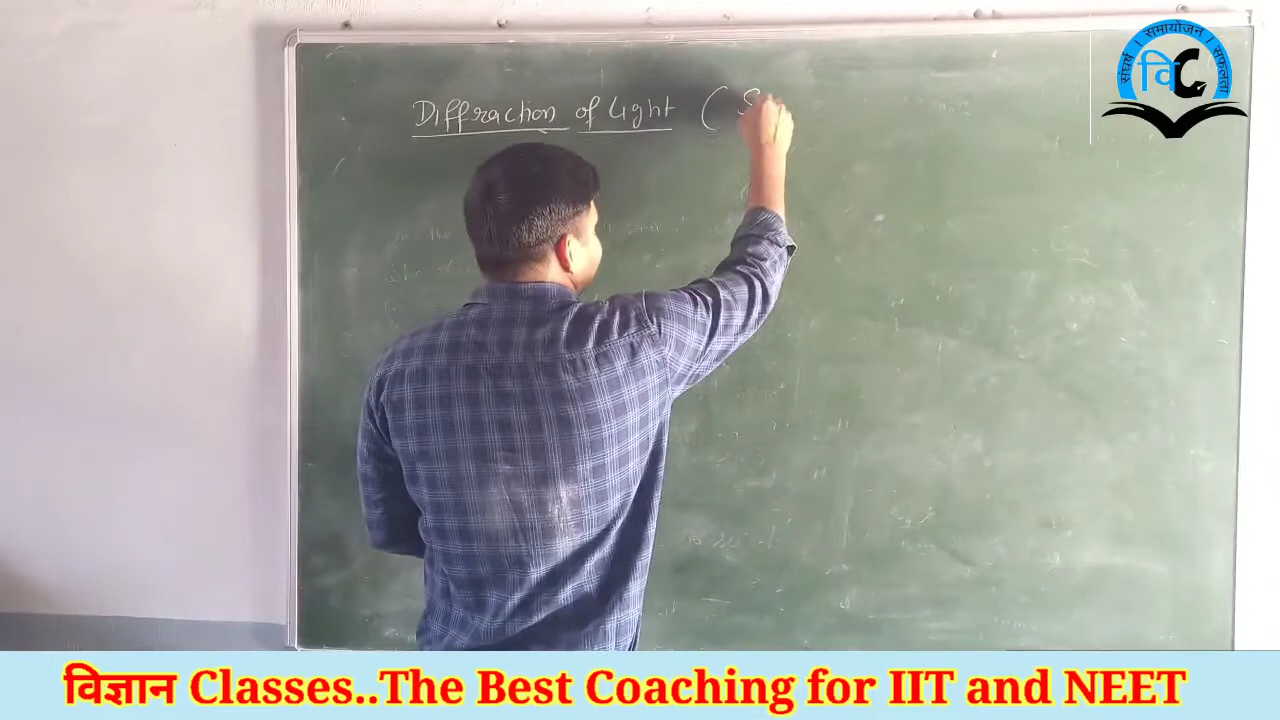 Diffraction of Light ( S
संघर्ष । समायोजन । सफलता
वि
विज्ञान Classes..The Best Coaching for IIT and NEET